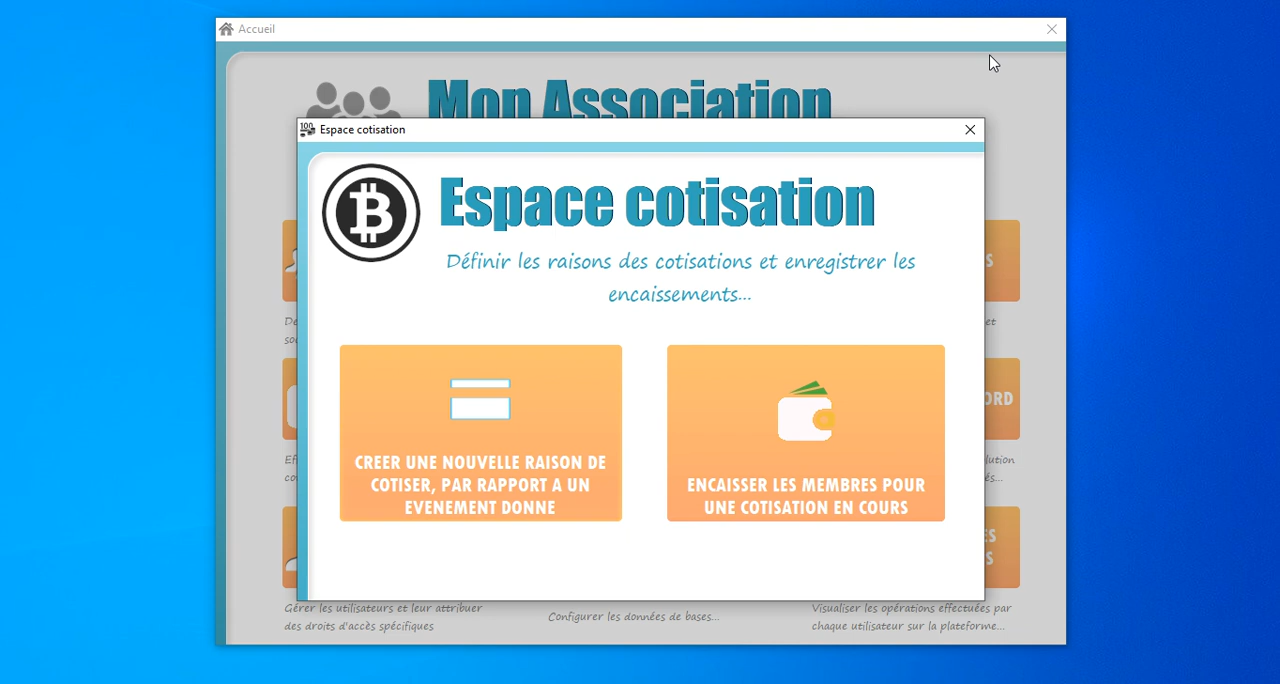 Accueil
Mon Association
Espace cotisation
Espace cotisation
Définir les raisons des cotisations et enregistrer les
encaissements...
CREER UNE NOUVELLE RAISON DE
COTISER, PAR RAPPORT A UN
EVENEMENT DONNE
ENCAISSER LES MEMBRES POUR
UNE COTISATION EN COURS
Gérer les utilisateurs et leur attribuer
des droits d'accès spécifiques
Configurer les données de bases...
Visualiser les opérations effectuées par
chaque utilisateur sur la plateforme...